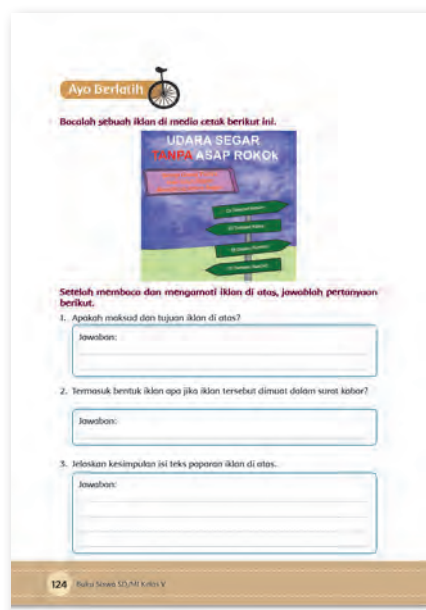 Ayo Berlatih
Bacalah sebuah iklan di media cetak berikut ini.
UDARA SEGAR
TANPA ASAP ROKOk
Setelah membaca dan mengamati iklan di atas, jawablah pertanyaan
berikut.
1. Apakah maksud dan tujuan iklan di atas?
Jawaban:
2. Termasuk bentuk iklan apa jika iklan tersebut dimuat dalam surat kabar?
Jawaban:
3. Jelaskan kesimpulan isi teks paparan iklan di atas.
Jawaban:
124 Buku Siswa SD/MI Kelas V